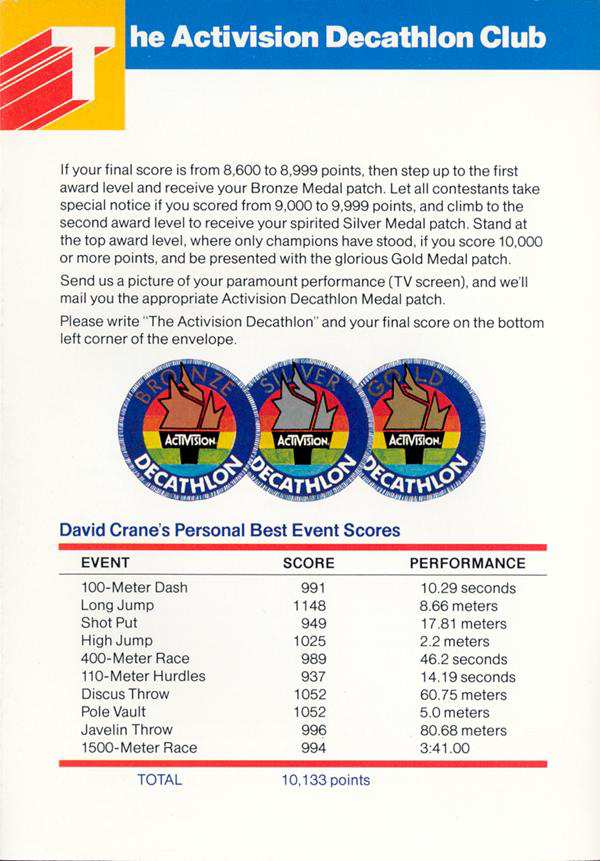 The Activision Decathlon Club
If your final score is from 8,600 to 8,999 points, then step up to the first
award level and receive your Bronze Medal patch. Let all contestants take
special notice if you scored from 9,000 to 9,999 points, and climb to the
second award level to receive your spirited Silver Medal patch. Stand at
the top award level, where only champions have stood, if you score 10,000
or more points, and be presented with the glorious Gold Medal patch.
Send us a picture of your paramount performance (TV screen), and we'll
mail you the appropriate Activision Decathlon Medal patch.
Please write "The Activision Decathlon" and your final score on the bottom
left corner of the envelope.
BRONZE SILVER GOLD
ACTIVISION. ACTIVISION. ACTIVISION.
DECATHLON DECATHLON DECATHLON
David Crane's Personal Best Event Scores
EVENT SCORE PERFORMANCE
100-Meter Dash 991 10.29 seconds
Long Jump 1148 8.66 meters
Shot Put 949 17.81 meters
High Jump 1025 2.2 meters
400-Meter Race 989 46.2 seconds
110-Meter Hurdles 937 14.19 seconds
Discus Throw 1052 60.75 meters
Pole Vault 1052 5.0 meters
Javelin Throw 996 80.68 meters
1500-Meter Race 994 3:41.00
TOTAL 10,133 points